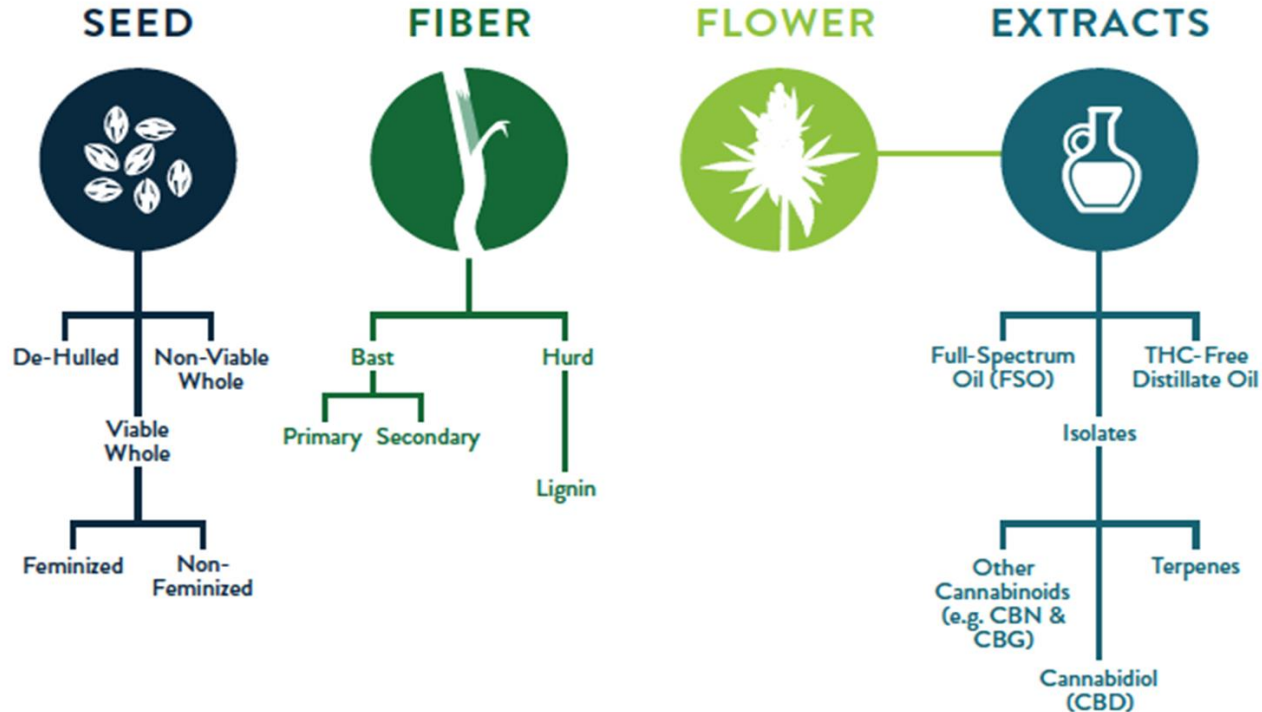 SEED
FIBER
FLOWER
EXTRACTS
De-Hulled
Non-Viable
Whole
Viable
Whole
Feminized
Non-
Feminized
Bast
Hurd
Primary
Secondary
Lignin
Full-Spectrum
Oil (FSO)
THC-Free
Distillate Oil
Isolates
Other
Cannabinoids
(e.g. CBN &
CBG)
Terpenes
Cannabidiol
(CBD)